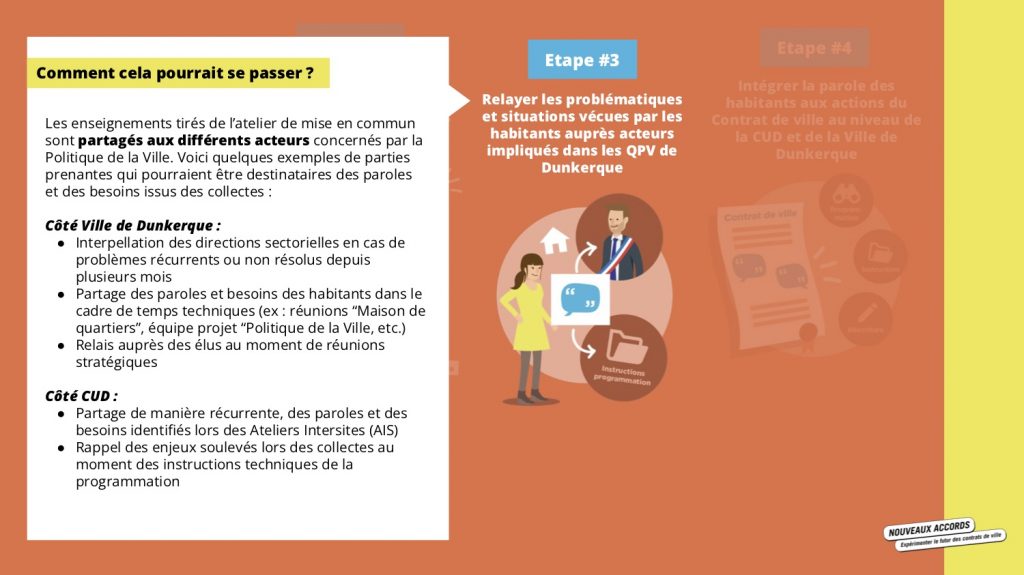 Comment cela pourrait se passer ?
Les enseignements tirés de l’atelier de mise en commun
sont partagés aux différents acteurs concernés par la
Politique de la Ville. Voici quelques exemples de parties
prenantes qui pourraient être destinataires des paroles
et des besoins issus des collectes :
Côté Ville de Dunkerque :
● Interpellation des directions sectorielles en cas de
problèmes récurrents ou non résolus depuis
plusieurs mois
● Partage des paroles et besoins des habitants dans le
cadre de temps techniques (ex : réunions “Maison de
quartiers”, équipe projet “Politique de la Ville, etc.)
● Relais auprès des élus au moment de réunions
stratégiques
Côté CUD :
● Partage de manière récurrente, des paroles et des
besoins identifiés lors des Ateliers Intersites (AIS)
● Rappel des enjeux soulevés lors des collectes au
moment des instructions techniques de la
programmation
Etape #3
Relayer les problématiques
et situations vécues par les
habitants auprès acteurs
impliqués dans les QPV de
Dunkerque
Instructions
programmation
Etape #4
Intégrer la parole des
habitants aux actions du
Contrat de ville au niveau de
la CUD et de la Ville de
Dunkerque
Contrat de ville
NOUVEAUX ACCORDS
Expérimenter le futur des contrats de ville